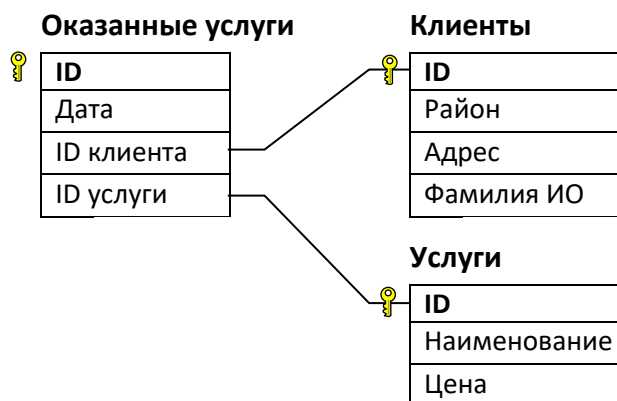 Оказанные услуги
ID
Дата
ID клиента
ID услуги
Клиенты
ID
Район
Адрес
Фамилия ИО
Услуги
ID
Наименование
Цена